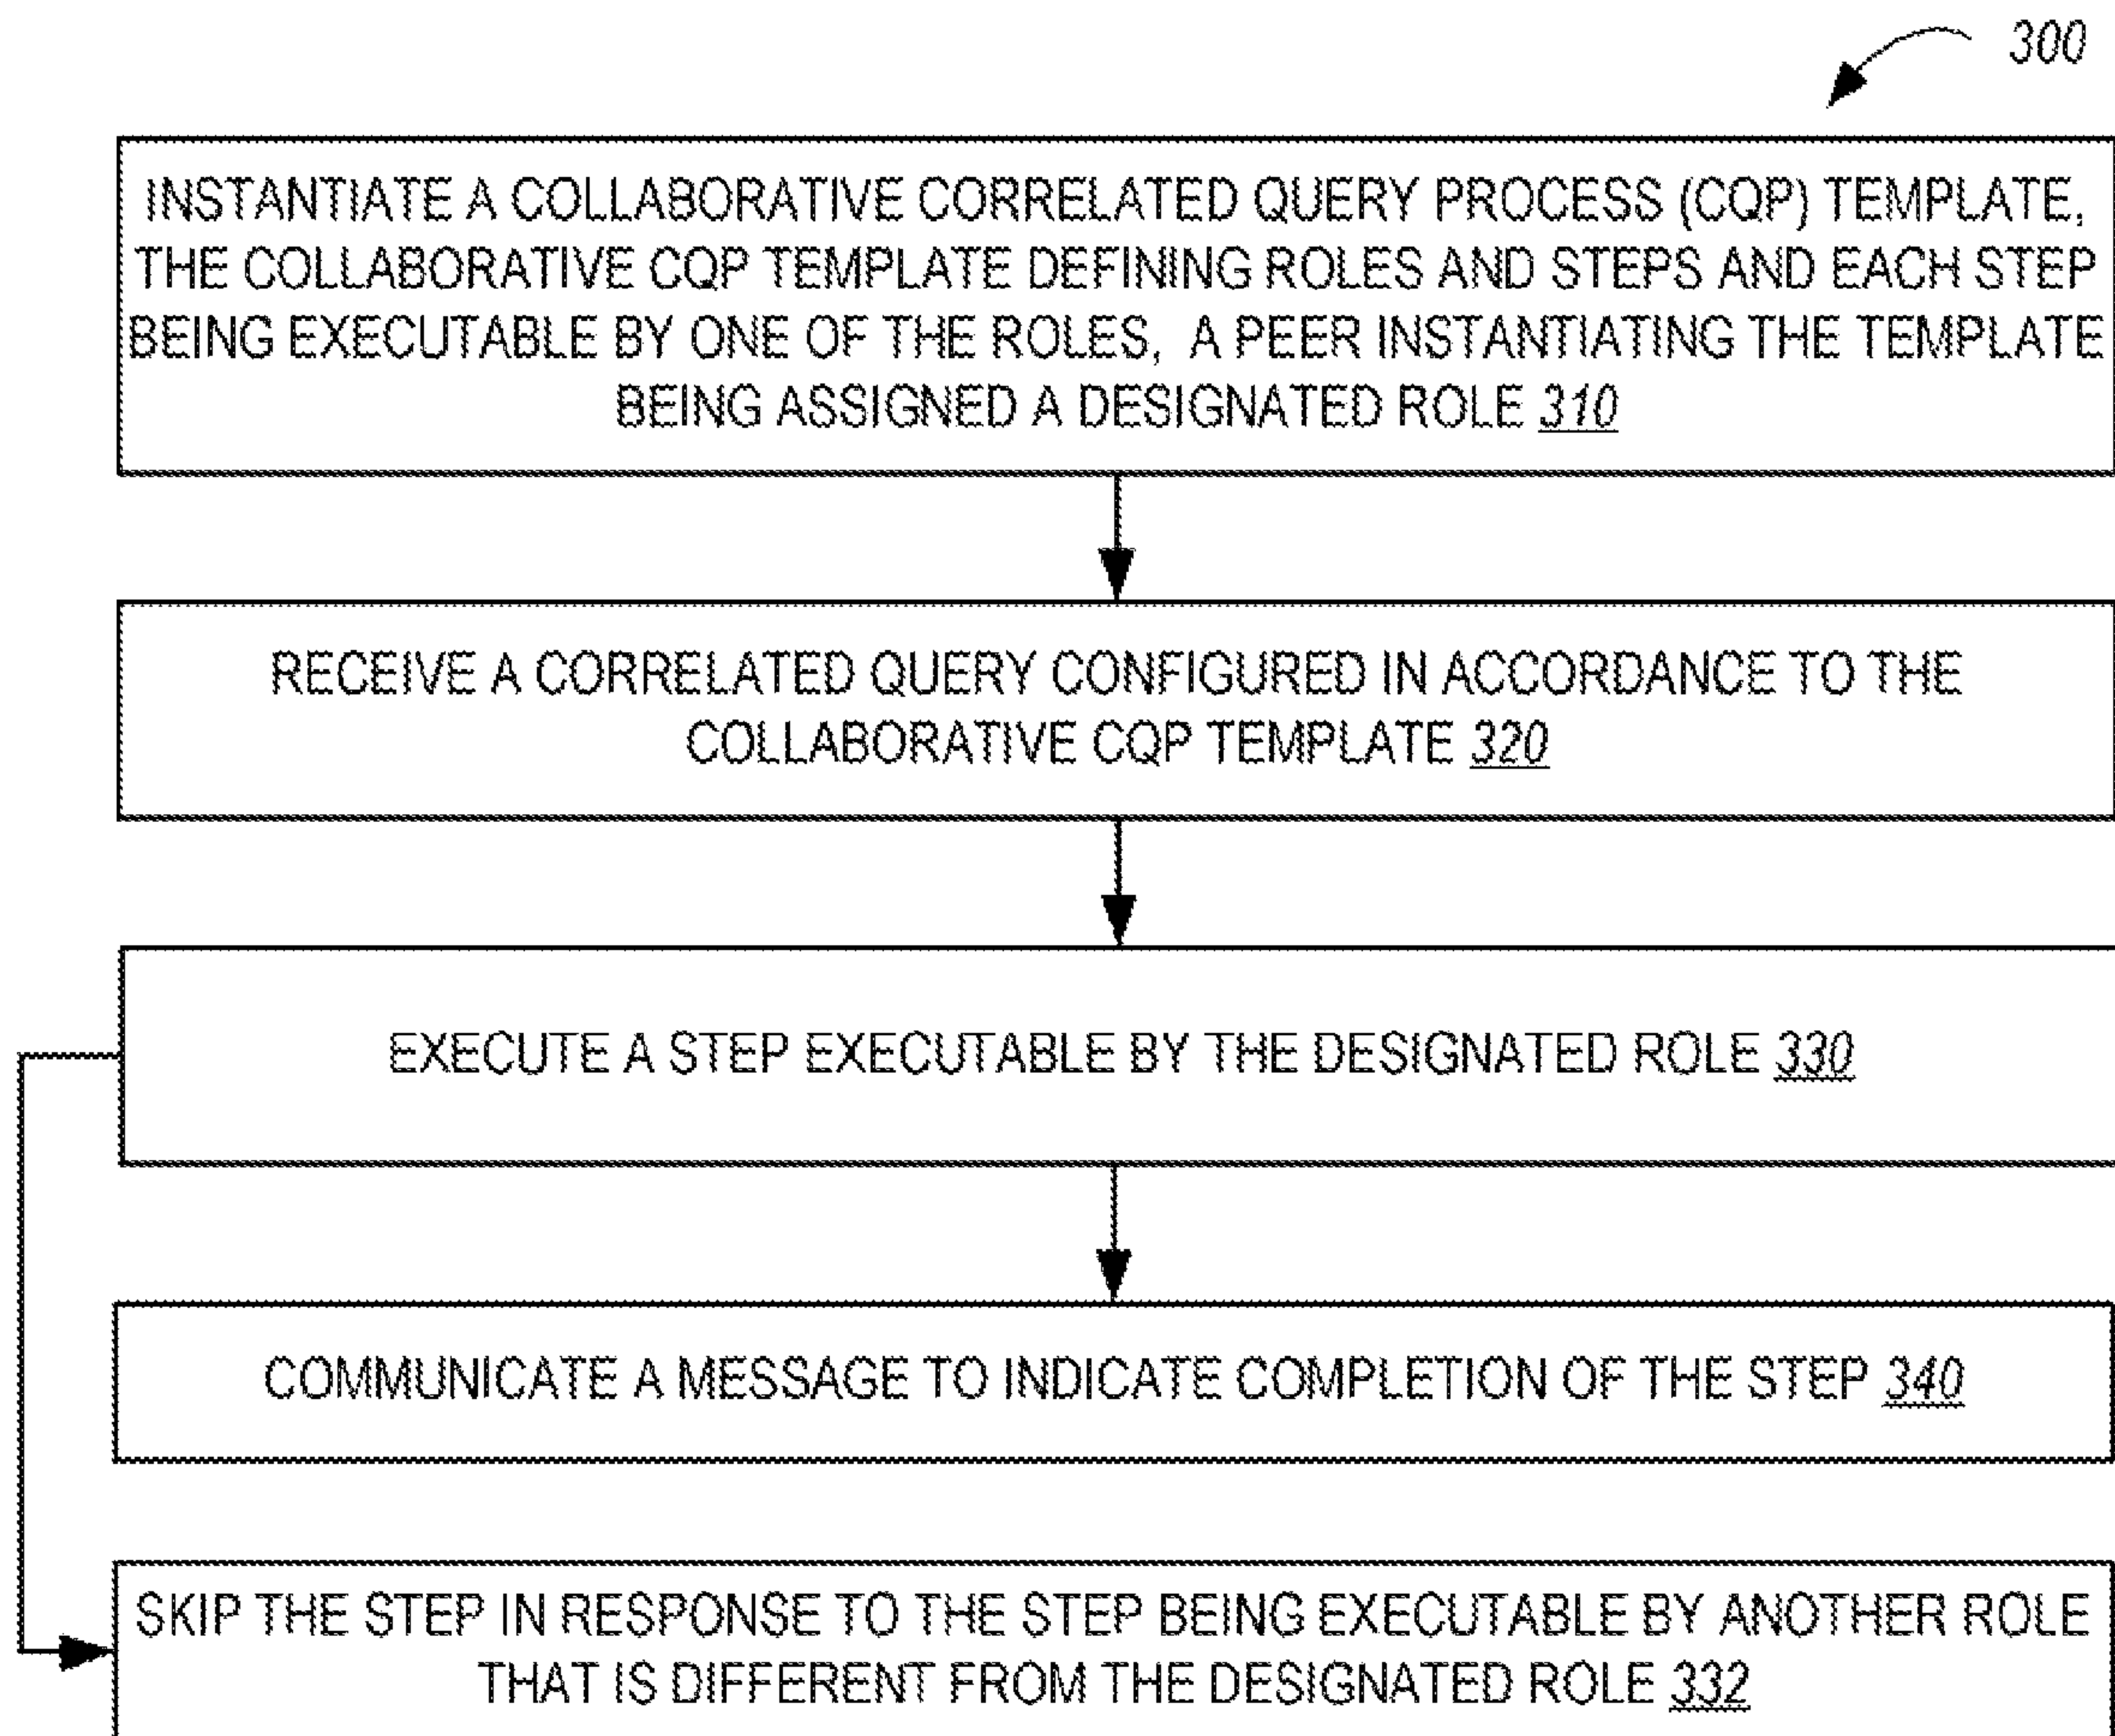 300
INSTANTIATE A COLLABORATIVE CORRELATED QUERY PROCESS (CQP) TEMPLATE,
THE COLLABORATIVE CQP TEMPLATE DEFINING ROLES AND STEPS AND EACH STEP
BEING EXECUTABLE BY ONE OF THE ROLES, A PEER INSTANTIATING THE TEMPLATE
BEING ASSIGNED A DESIGNATED ROLE 310
RECEIVE A CORRELATED QUERY CONFIGURED IN ACCORDANCE TO THE
COLLABORATIVE CQP TEMPLATE 320
EXECUTE A STEP EXECUTABLE BY THE DESIGNATED ROLE 330
COMMUNICATE A MESSAGE TO INDICATE COMPLETION OF THE STEP 340
SKIP THE STEP IN RESPONSE TO THE STEP BEING EXECUTABLE BY ANOTHER ROLE
THAT IS DIFFERENT FROM THE DESIGNATED ROLE 332